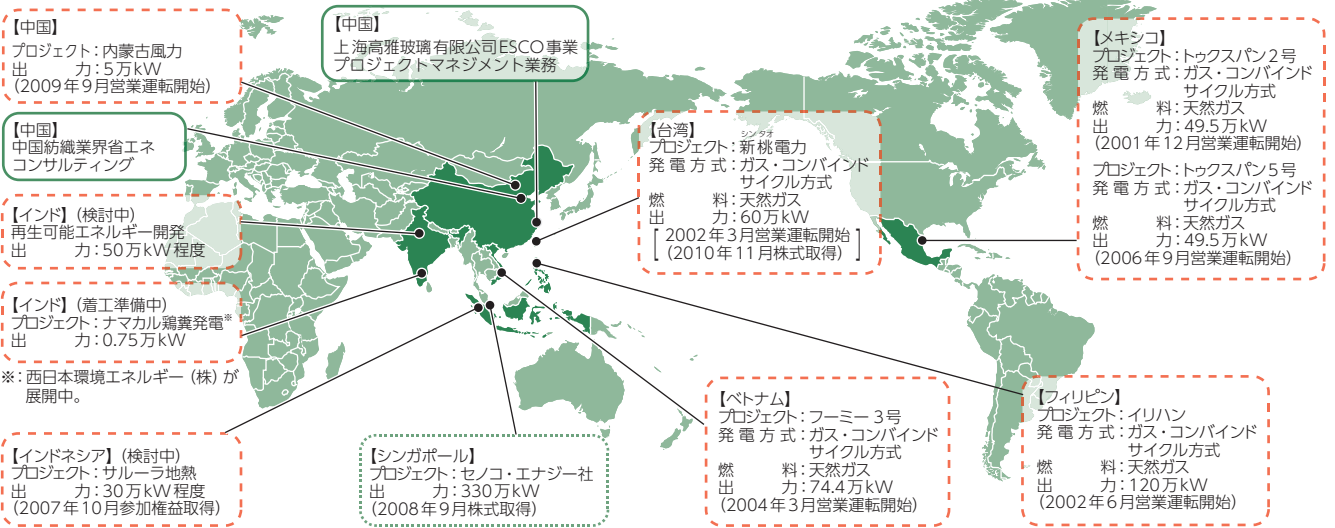 【中国】
プロジェクト：内蒙古風力
出　　　力：5万kW
（2009年9月営業運転開始）
【中国】
上海高雅玻璃有限公司ESCO事業
プロジェクトマネジメント業務
【中国】
中国紡織業界省エネ
コンサルティング
【インド】（検討中）
再生可能エネルギー開発
出　　　力：50万kW程度
【インド】（着工準備中）
プロジェクト：ナマカル鶏糞発電※
出　　　力：0.75万kW
※：西日本環境エネルギー（株）が
展開中。
【インドネシア】（検討中）
プロジェクト：サルーラ地熱
出　　　力：30万kW程度
（2007年10月参加権益取得）
【シンガポール】
プロジェクト：セノコ・エナジー社
出　　　力：330万kW
（2008年9月株式取得）
【台湾】
シンタオ
プロジェクト：新桃電力
発電方式：ガス・コンバインド
サイクル方式
燃　　　料：天然ガス
出　　　力：60万kW
［2002年3月営業運転開始
（2010年11月株式取得）］
【ベトナム】
プロジェクト：フーミー3号
発電方式：ガス・コンバインド
サイクル方式
燃　　　料：天然ガス
出　　　力：74.4万kW
（2004年3月営業運転開始）
【メキシコ】
プロジェクト：トゥクスパン2号
発電方式：ガス・コンバインド
サイクル方式
燃　　　料：天然ガス
出　　　力：49.5万kW
（2001年12月営業運転開始）
プロジェクト：トゥクスパン5号
発電方式：ガス・コンバインド
サイクル方式
燃　　　料：天然ガス
出　　　力：49.5万kW
（2006年9月営業運転開始）
【フィリピン】
プロジェクト：イリハン
発電方式：ガス・コンバインド
サイクル方式
燃　　　料：天然ガス
出　　　力：120万kW
（2002年6月営業運転開始）